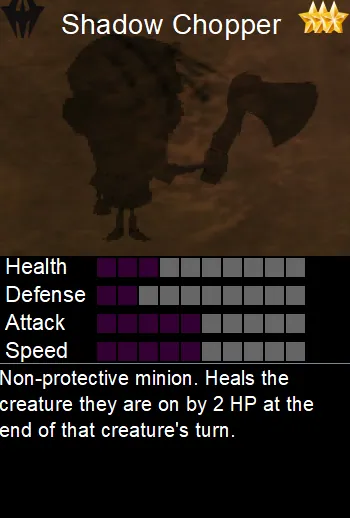 Shadow Chopper
Health
Defense
Attack
Speed
Non-protective minion. Heals the
creature they are on by 2 HP at the
end of that creature's turn.